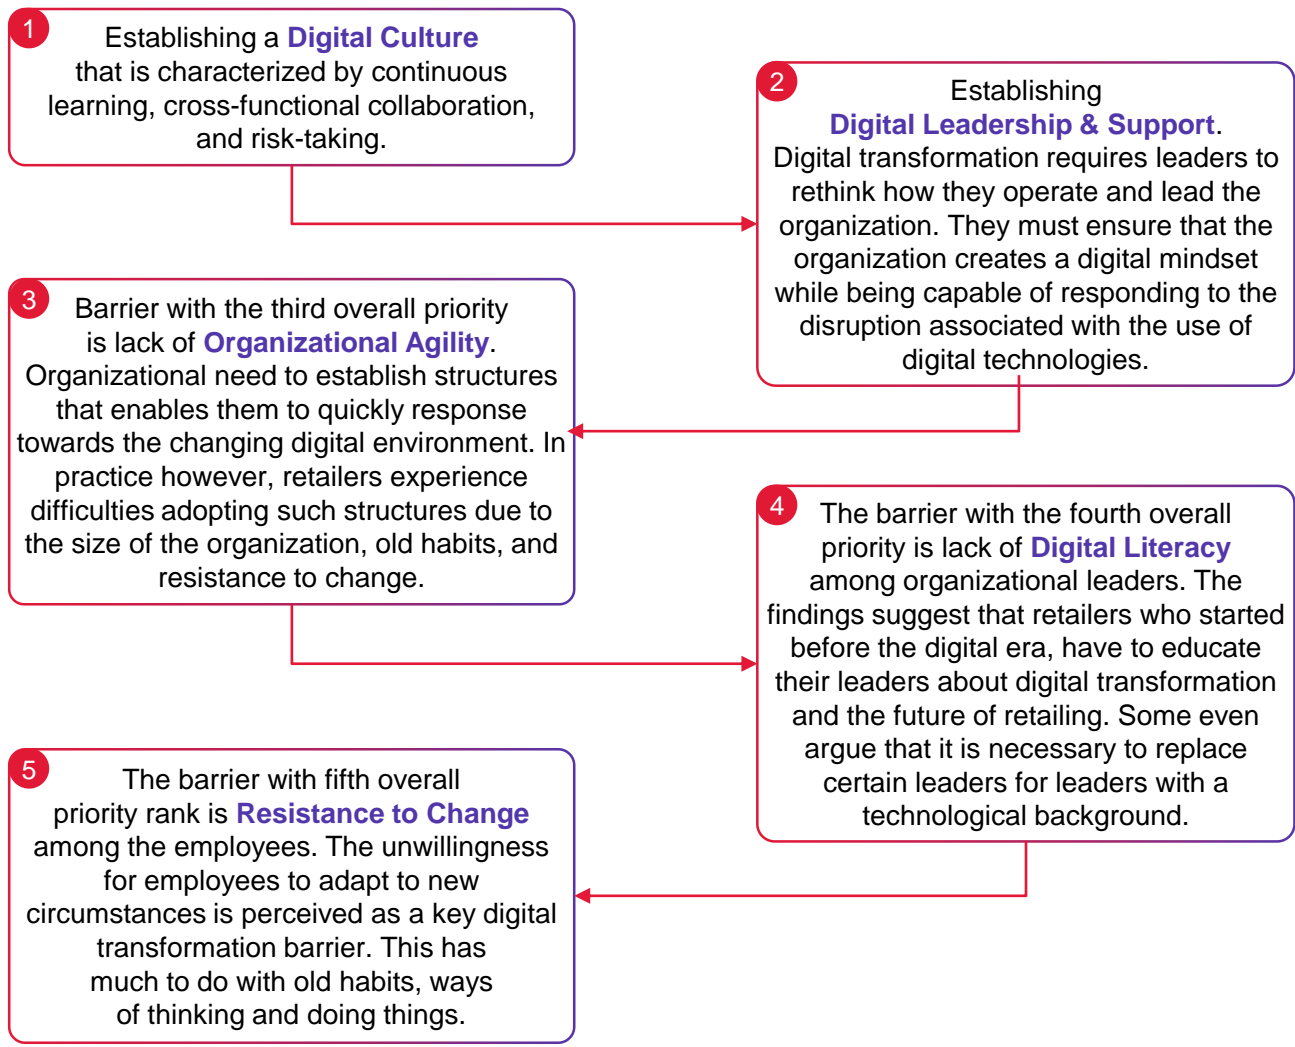 1
Establishing a Digital Culture
that is characterized by continuous
learning, cross-functional collaboration,
and risk-taking.
2
Establishing
Digital Leadership & Support.
Digital transformation requires leaders to
rethink how they operate and lead the
organization. They must ensure that the
organization creates a digital mindset
while being capable of responding to the
disruption associated with the use of
digital technologies.
3
Barrier with the third overall priority
is lack of Organizational Agility.
Organizational need to establish structures
that enables them to quickly response
towards the changing digital environment. In
practice however, retailers experience
difficulties adopting such structures due to
the size of the organization, old habits, and
resistance to change.
4
The barrier with the fourth overall
priority is lack of Digital Literacy
among organizational leaders. The
findings suggest that retailers who started
before the digital era, have to educate
their leaders about digital transformation
and the future of retailing. Some even
argue that it is necessary to replace
certain leaders for leaders with a
technological background.
5
The barrier with fifth overall
priority rank is Resistance to Change
among the employees. The unwillingness
for employees to adapt to new
circumstances is perceived as a key digital
transformation barrier. This has
much to do with old habits, ways
of thinking and doing things.